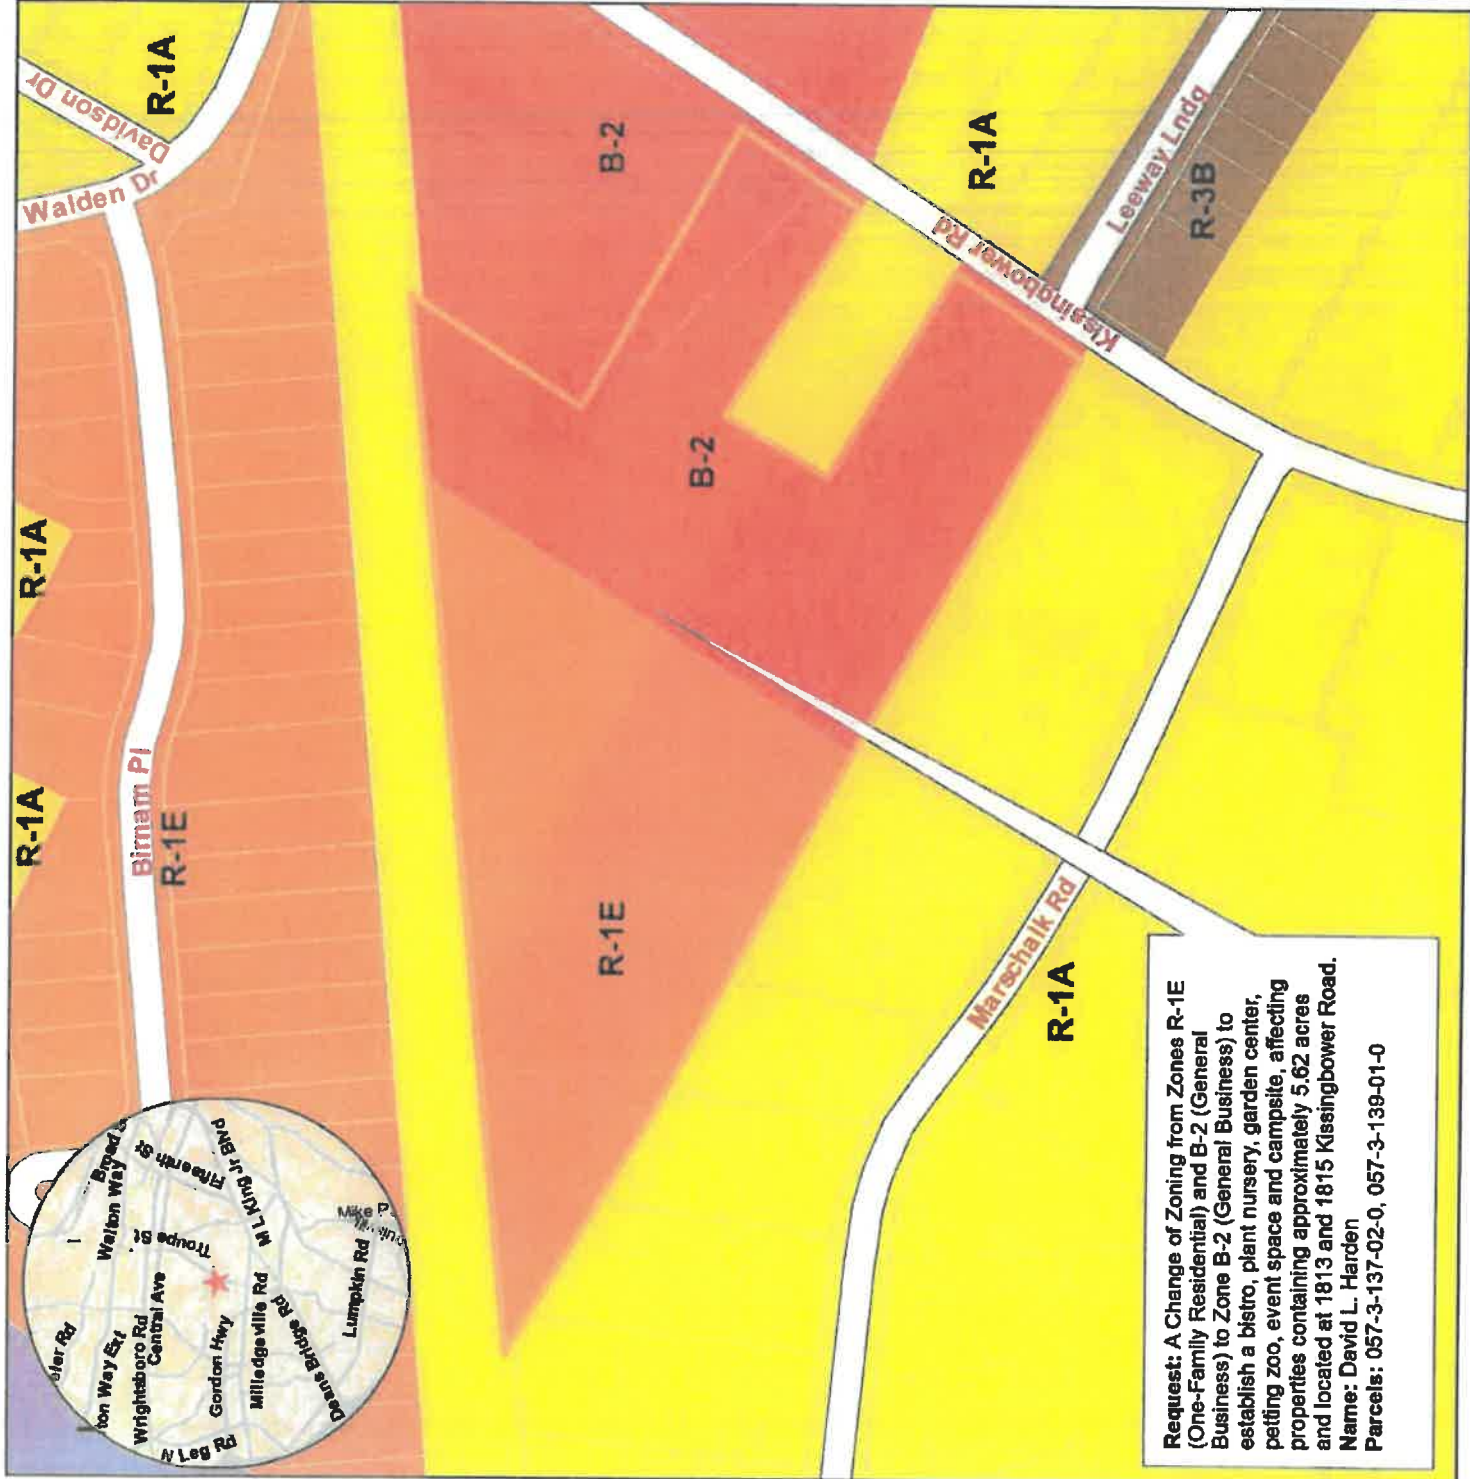 R-1A
R-1A
R-1A
Davidson Dr
Walden Dr
Birnam Pl
R-1E
B-2
B-2
R-1E
R-1A
Kissingbower Rd
Leeway Lndg
R-3B
Marschalk Rd
R-1A
Broad
Walton Way
Fifteenth St
M L King Jr Blvd
Troupe St
Mike P
Wrightsboro Rd
Central Ave
ton Way Ext
Gordon Hwy
Milledgeville Rd
Deans Bridge Rd
Lumpkin Rd
N Leg Rd
Request: A Change of Zoning from Zones R-1E
(One-Family Residential) and B-2 (General
Business) to Zone B-2 (General Business) to
establish a bistro, plant nursery, garden center,
petting zoo, event space and campsite, affecting
properties containing approximately 5.62 acres
and located at 1813 and 1815 Kissingbower Road.
Name: David L. Harden
Parcels: 057-3-137-02-0, 057-3-139-01-0